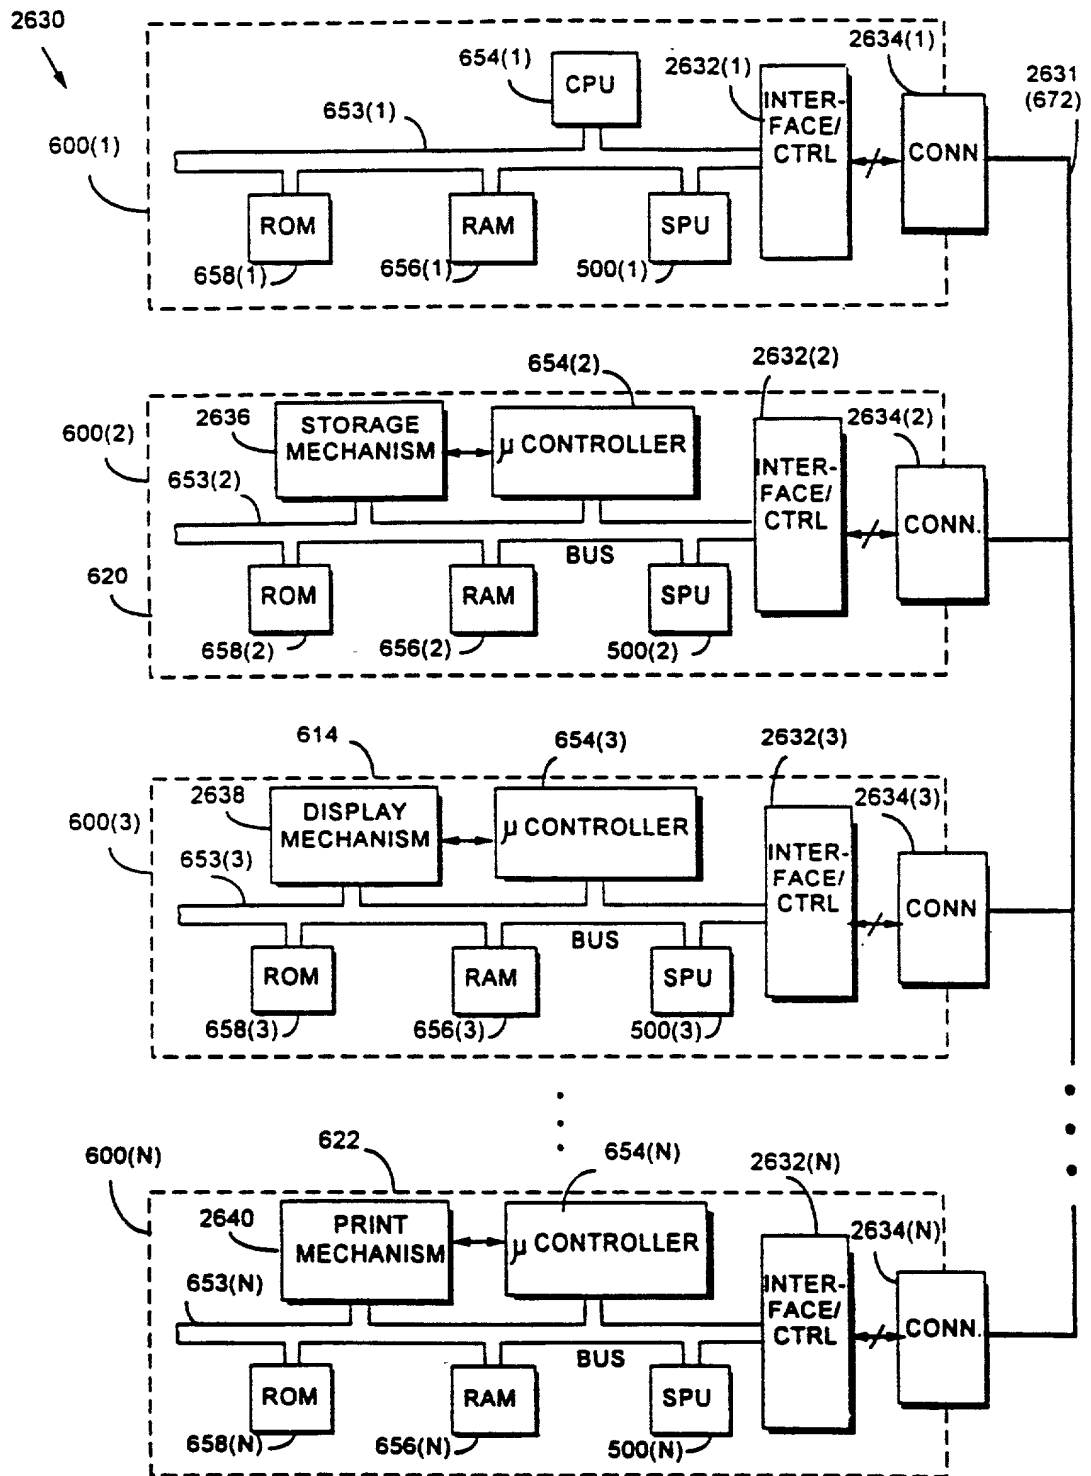 2630
654(1)
2632(1)
2634(1)
2631
(672)
CPU
INTER-
FACE/
CTRL
653(1)
600(1)
CONN
ROM
RAM
SPU
658(1)
656(1)
500(1)
654(2)
2632(2)
2634(2)
600(2)
2636
STORAGE
MECHANISM
μ CONTROLLER
INTER-
FACE/
CTRL
653(2)
CONN.
BUS
620
ROM
RAM
SPU
658(2)
656(2)
500(2)
614
654(3)
2632(3)
2634(3)
600(3)
2638
DISPLAY
MECHANISM
μ CONTROLLER
INTER-
FACE/
CTRL
653(3)
CONN
BUS
ROM
RAM
SPU
658(3)
656(3)
500(3)
600(N)
622
654(N)
2632(N)
2634(N)
2640
PRINT
MECHANISM
μ CONTROLLER
INTER-
FACE/
CTRL
653(N)
CONN.
BUS
ROM
RAM
SPU
658(N)
656(N)
500(N)